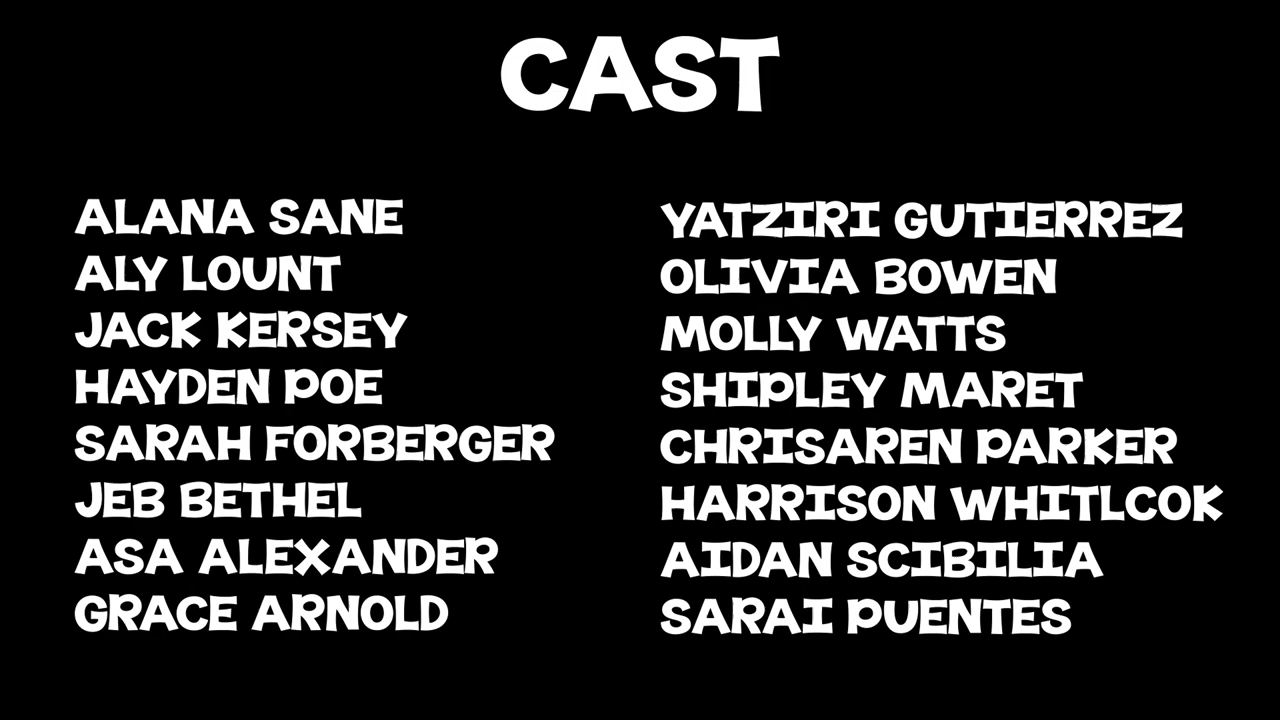 CAST
ALANA SANE
ALY LOUNT
JACK KERSEY
HAYDEN POE
SARAH FORBERGER
JEB BETHEL
ASA ALEXANDER
GRACE ARNOLD
YATZIRI GUTIERREZ
OLIVIA BOWEN
MOLLY WATTS
SHIPLEY MARET
CHRISAREN PARKER
HARRISON WHITLCOK
AIDAN SCIBILIA
SARAI PUENTES